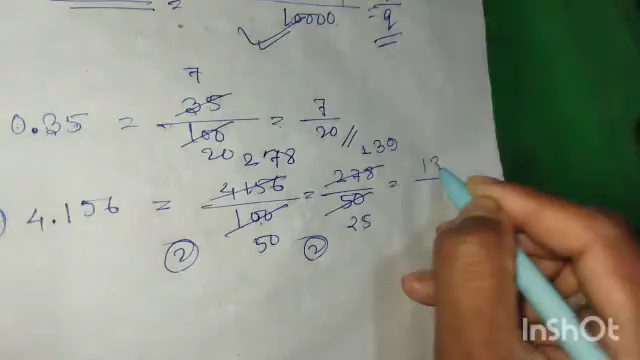 =
10000
= q
7
0.35 = 35/100 = 7/20 //
20 278 139
) 4.156 = 4156/100 = 278/50 = 13
50 25
2 2
InShOt